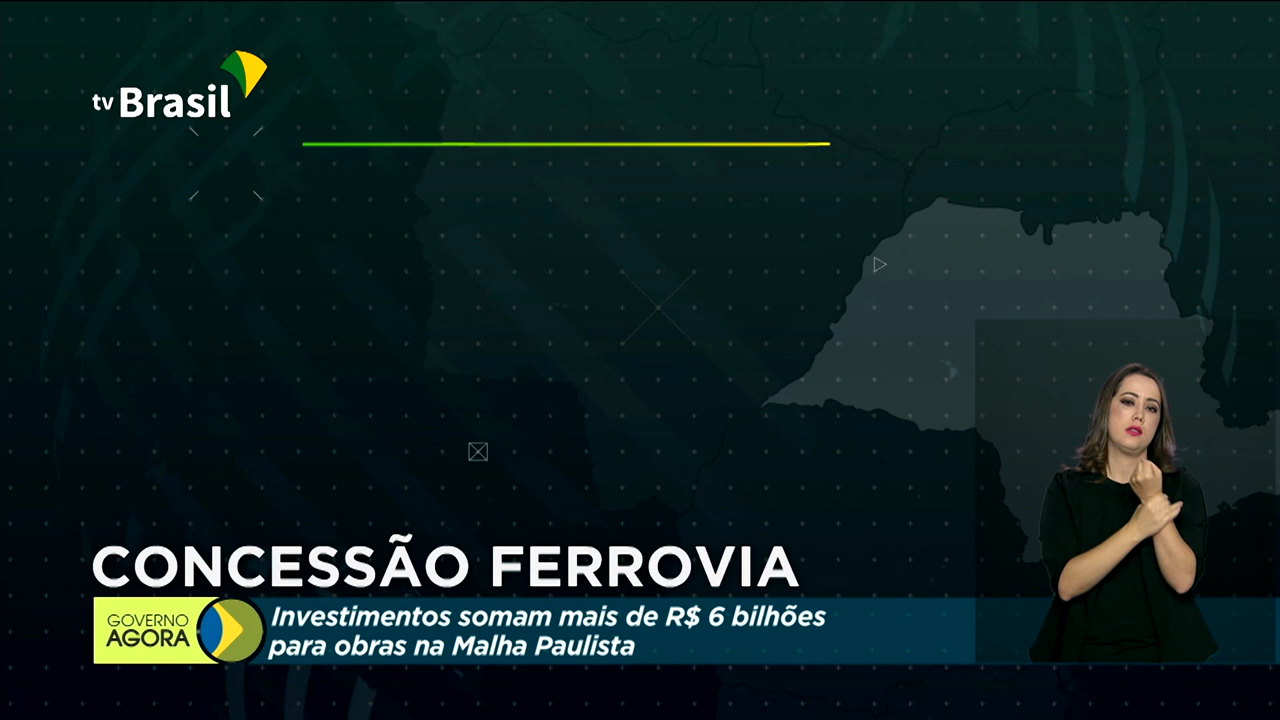 tv Brasil
CONCESSÃO FERROVIA
GOVERNO
AGORA
Investimentos somam mais de R$ 6 bilhões
para obras na Malha Paulista